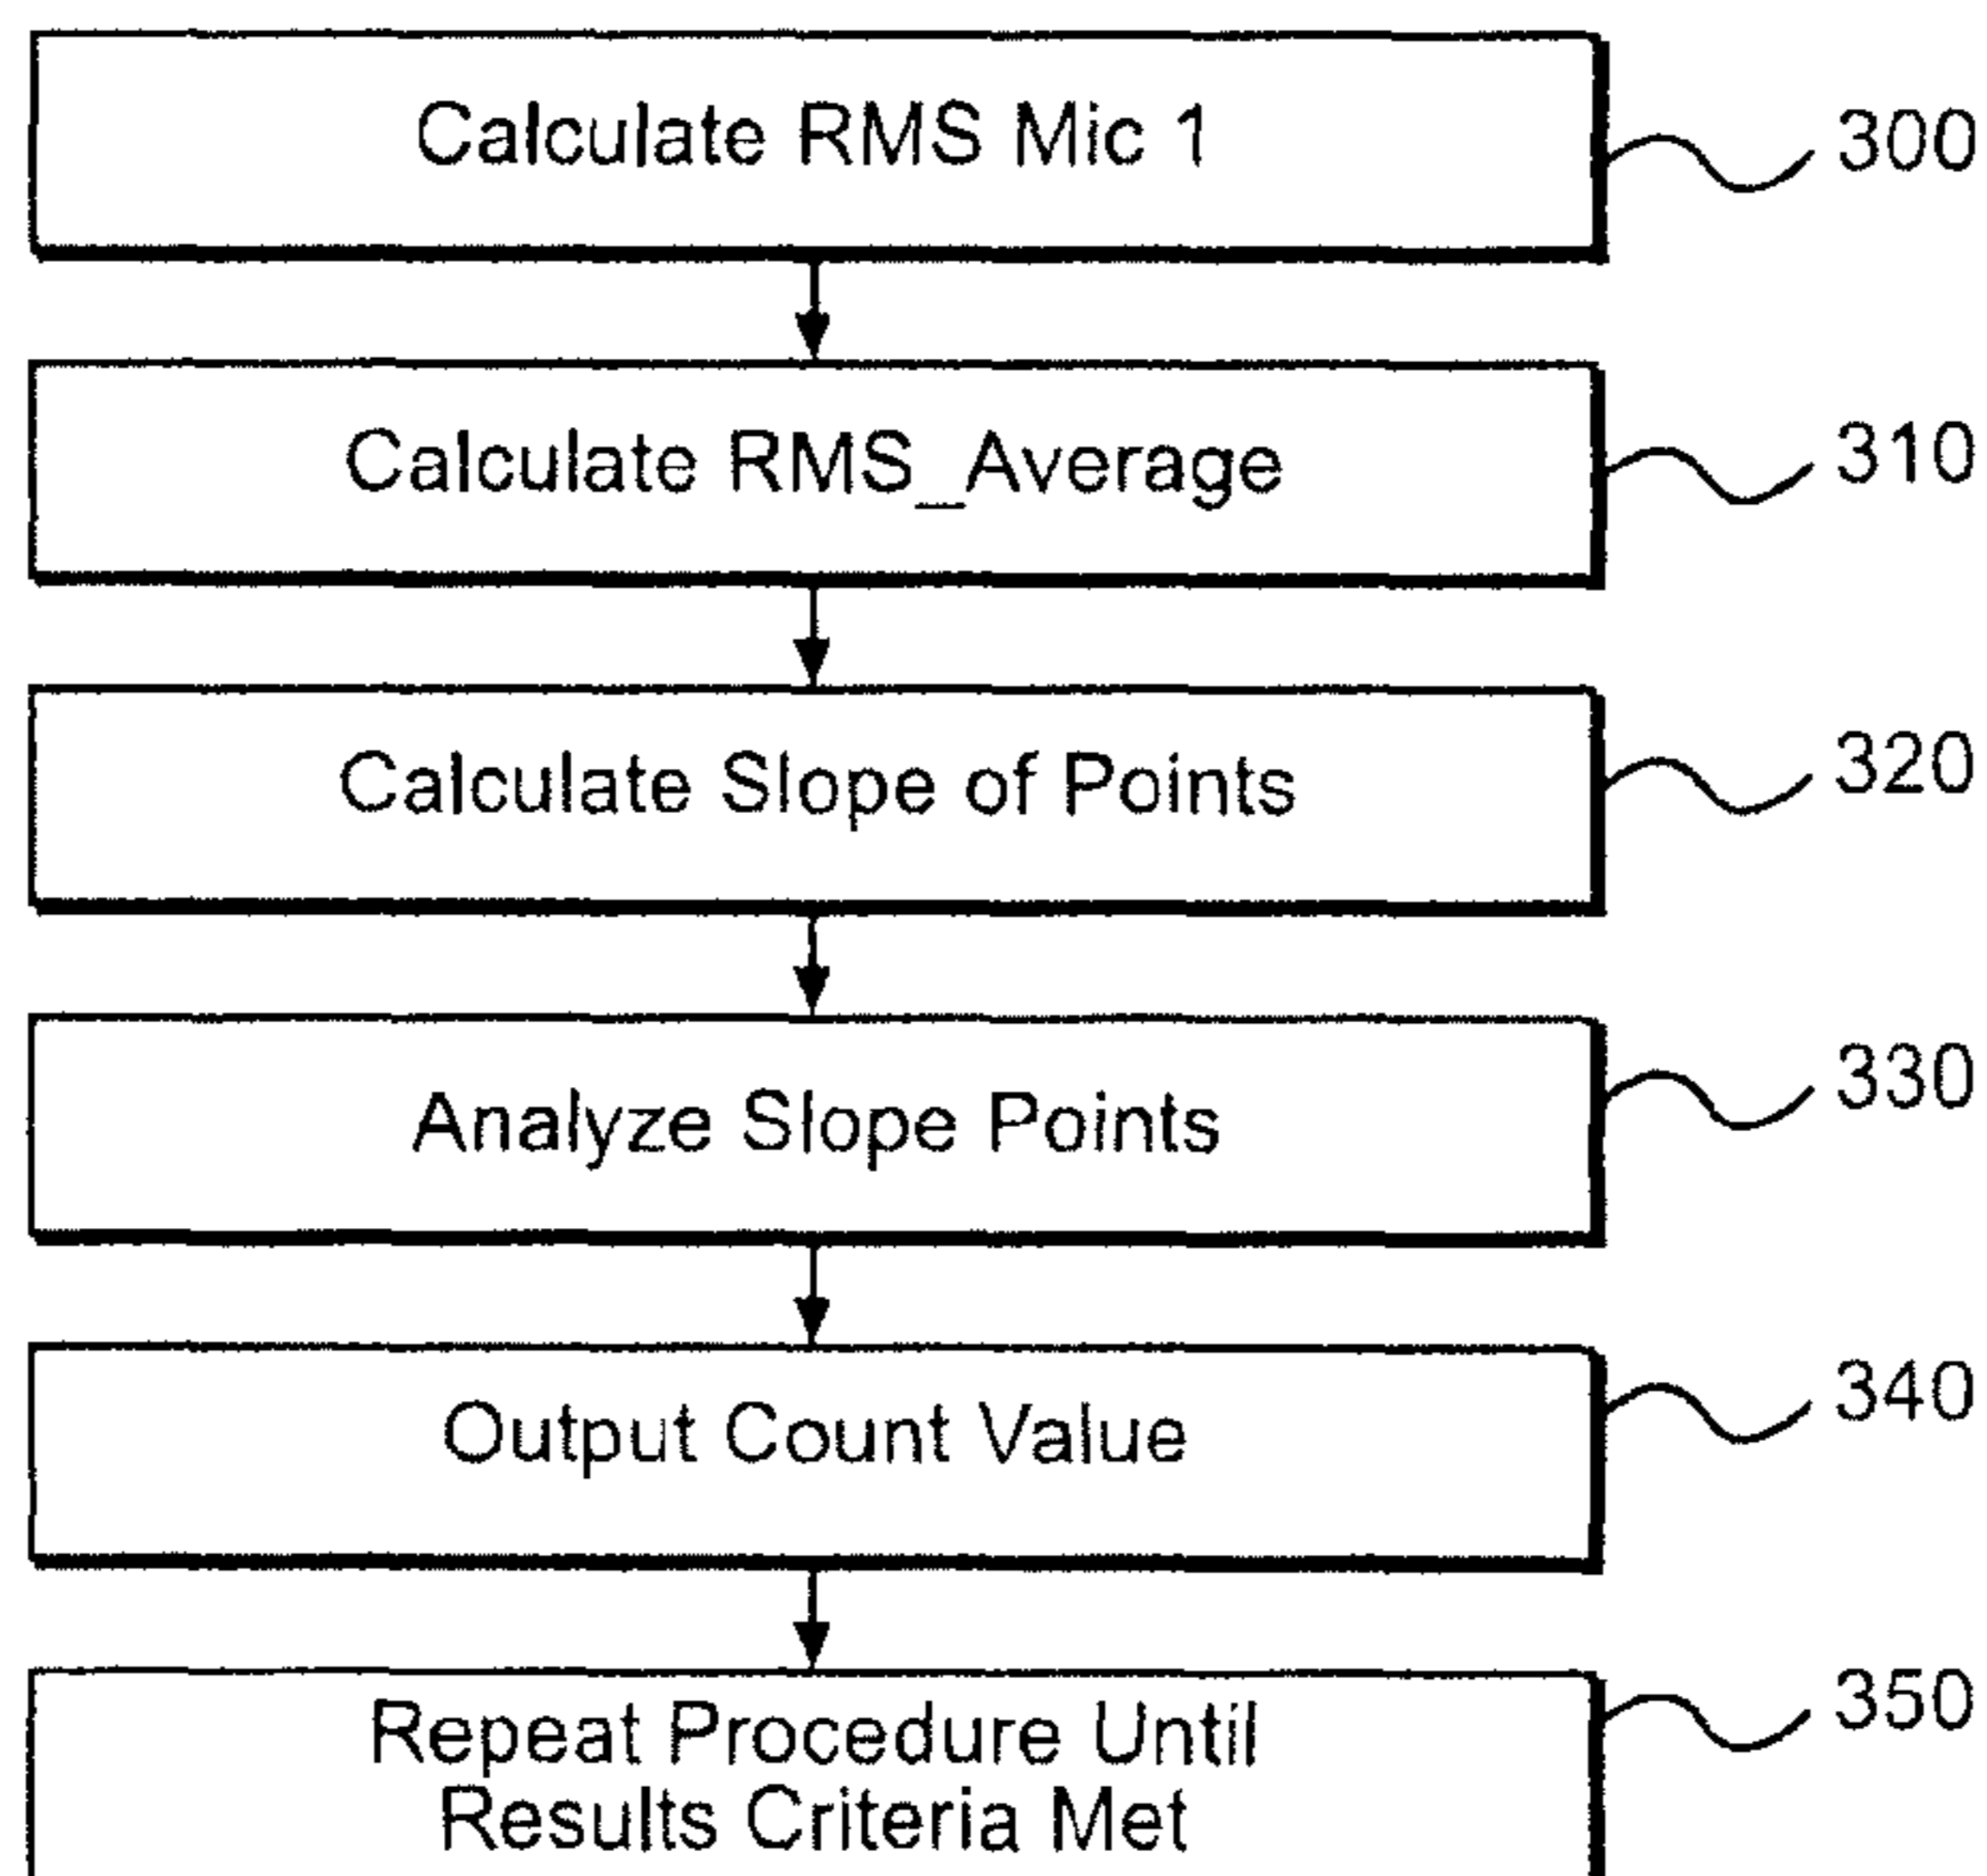 Calculate RMS Mic 1
300
Calculate RMS_Average
310
Calculate Slope of Points
320
Analyze Slope Points
330
Output Count Value
340
Repeat Procedure Until
Results Criteria Met
350